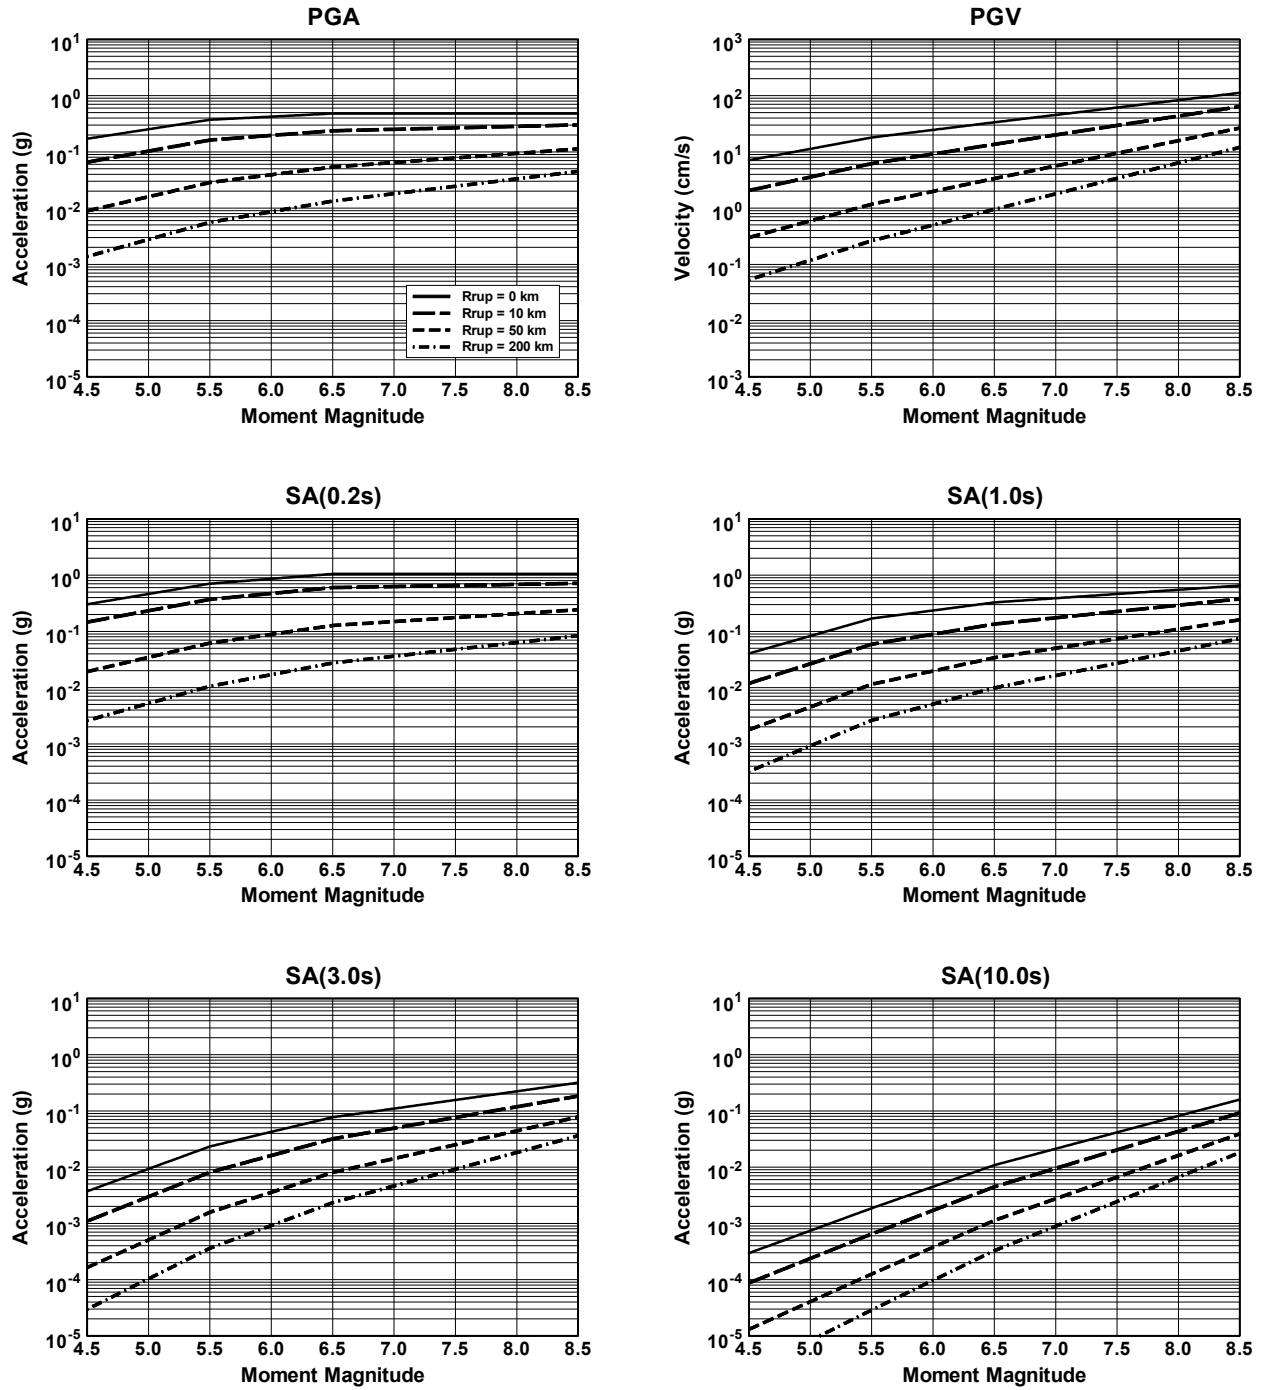 PGA
10^1
10^0
10^-1
10^-2
10^-3
10^-4
10^-5
Acceleration (g)
Rrup = 0 km
Rrup = 10 km
Rrup = 50 km
Rrup = 200 km
4.5 5.0 5.5 6.0 6.5 7.0 7.5 8.0 8.5
Moment Magnitude
PGV
10^3
10^2
10^1
10^0
10^-1
10^-2
10^-3
Velocity (cm/s)
4.5 5.0 5.5 6.0 6.5 7.0 7.5 8.0 8.5
Moment Magnitude
SA(0.2s)
10^1
10^0
10^-1
10^-2
10^-3
10^-4
10^-5
Acceleration (g)
4.5 5.0 5.5 6.0 6.5 7.0 7.5 8.0 8.5
Moment Magnitude
SA(1.0s)
10^1
10^0
10^-1
10^-2
10^-3
10^-4
10^-5
Acceleration (g)
4.5 5.0 5.5 6.0 6.5 7.0 7.5 8.0 8.5
Moment Magnitude
SA(3.0s)
10^1
10^0
10^-1
10^-2
10^-3
10^-4
10^-5
Acceleration (g)
4.5 5.0 5.5 6.0 6.5 7.0 7.5 8.0 8.5
Moment Magnitude
SA(10.0s)
10^1
10^0
10^-1
10^-2
10^-3
10^-4
10^-5
Acceleration (g)
4.5 5.0 5.5 6.0 6.5 7.0 7.5 8.0 8.5
Moment Magnitude